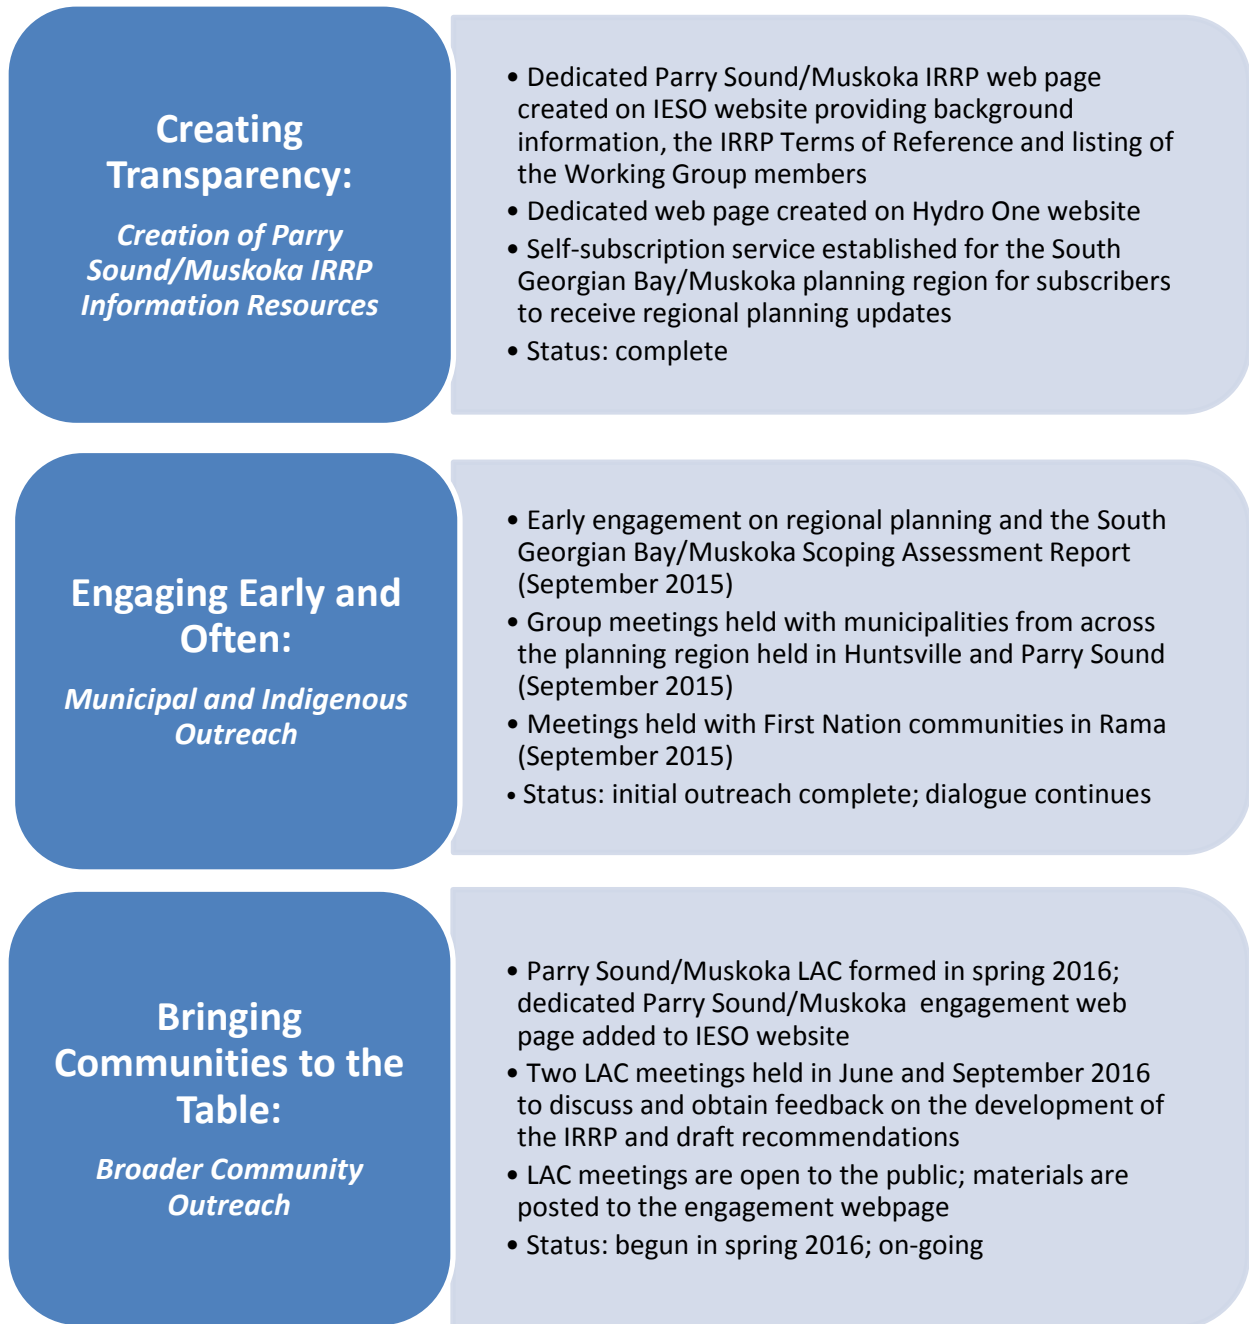 Creating
Transparency:
Creation of Parry
Sound/Muskoka IRRP
Information Resources
• Dedicated Parry Sound/Muskoka IRRP web page
created on IESO website providing background
information, the IRRP Terms of Reference and listing of
the Working Group members
• Dedicated web page created on Hydro One website
• Self-subscription service established for the South
Georgian Bay/Muskoka planning region for subscribers
to receive regional planning updates
• Status: complete
Engaging Early and
Often:
Municipal and Indigenous
Outreach
• Early engagement on regional planning and the South
Georgian Bay/Muskoka Scoping Assessment Report
(September 2015)
• Group meetings held with municipalities from across
the planning region held in Huntsville and Parry Sound
(September 2015)
• Meetings held with First Nation communities in Rama
(September 2015)
• Status: initial outreach complete; dialogue continues
Bringing
Communities to the
Table:
Broader Community
Outreach
• Parry Sound/Muskoka LAC formed in spring 2016;
dedicated Parry Sound/Muskoka engagement web
page added to IESO website
• Two LAC meetings held in June and September 2016
to discuss and obtain feedback on the development of
the IRRP and draft recommendations
• LAC meetings are open to the public; materials are
posted to the engagement webpage
• Status: begun in spring 2016; on-going